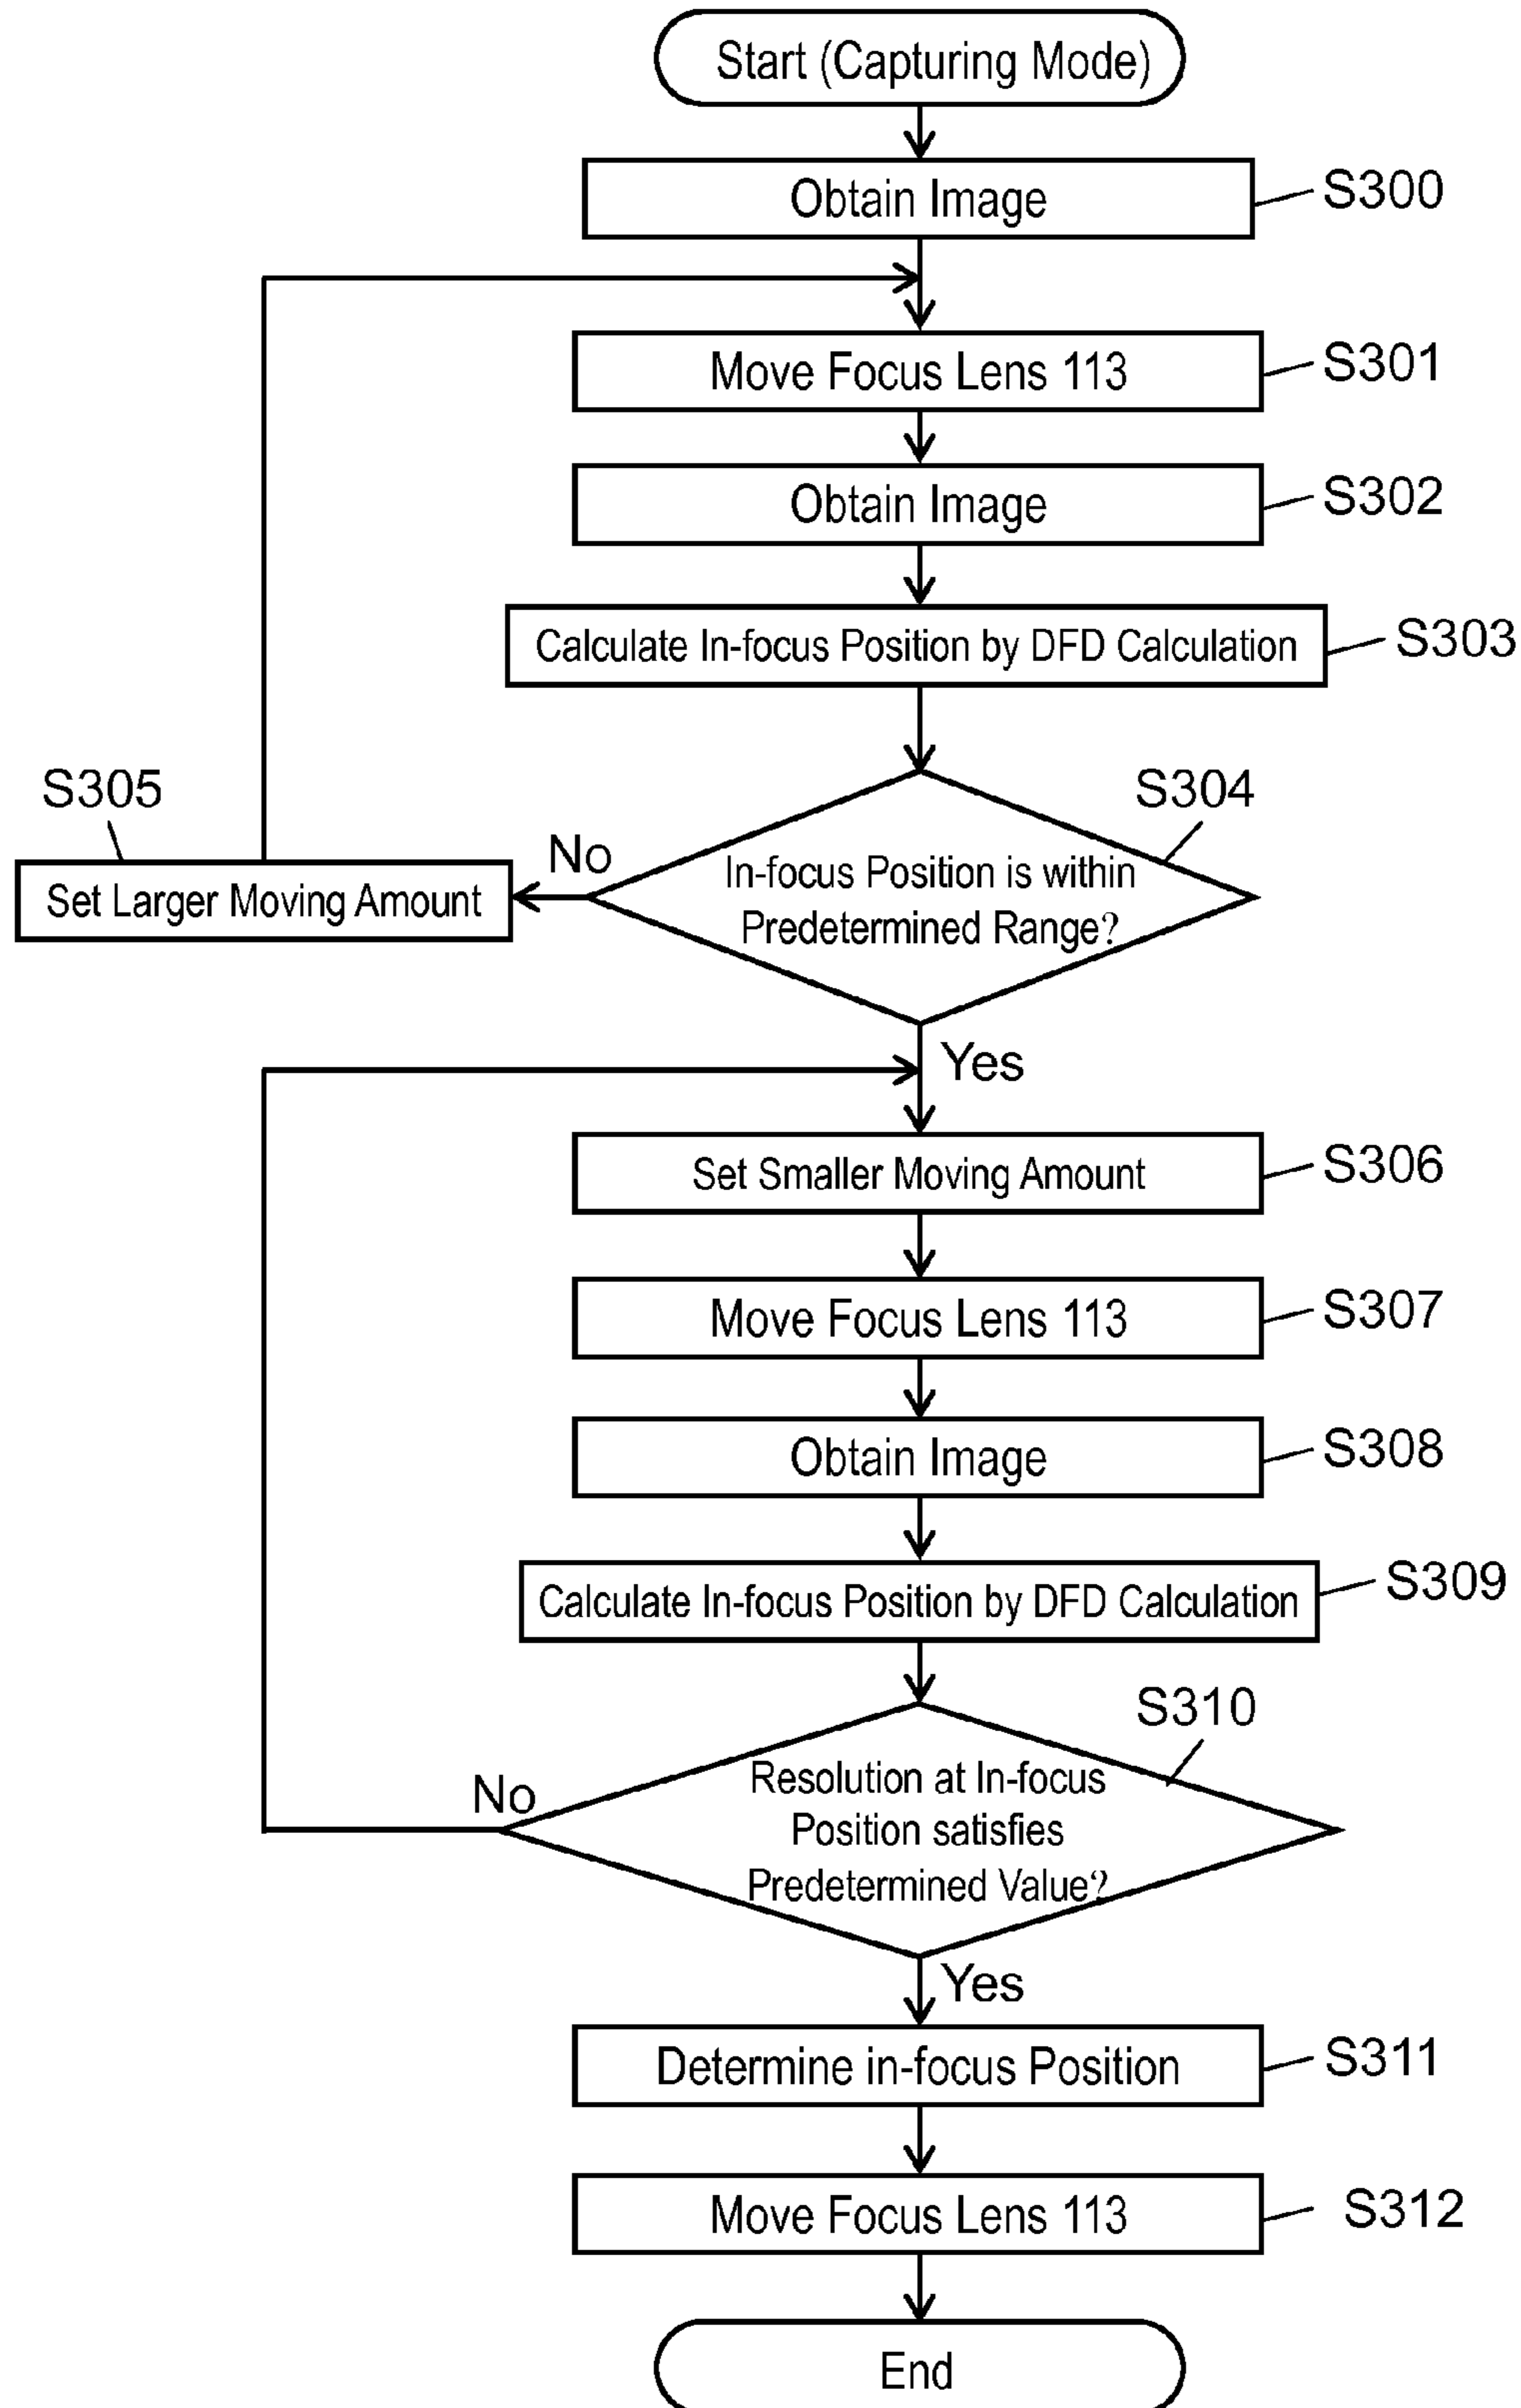 Start (Capturing Mode)
Obtain Image
S300
Move Focus Lens 113
S301
Obtain Image
S302
Calculate In-focus Position by DFD Calculation
S303
S304
In-focus Position is within
Predetermined Range?
No
S305
Set Larger Moving Amount
Yes
Set Smaller Moving Amount
S306
Move Focus Lens 113
S307
Obtain Image
S308
Calculate In-focus Position by DFD Calculation
S309
S310
Resolution at In-focus
Position satisfies
Predetermined Value?
No
Yes
Determine in-focus Position
S311
Move Focus Lens 113
S312
End